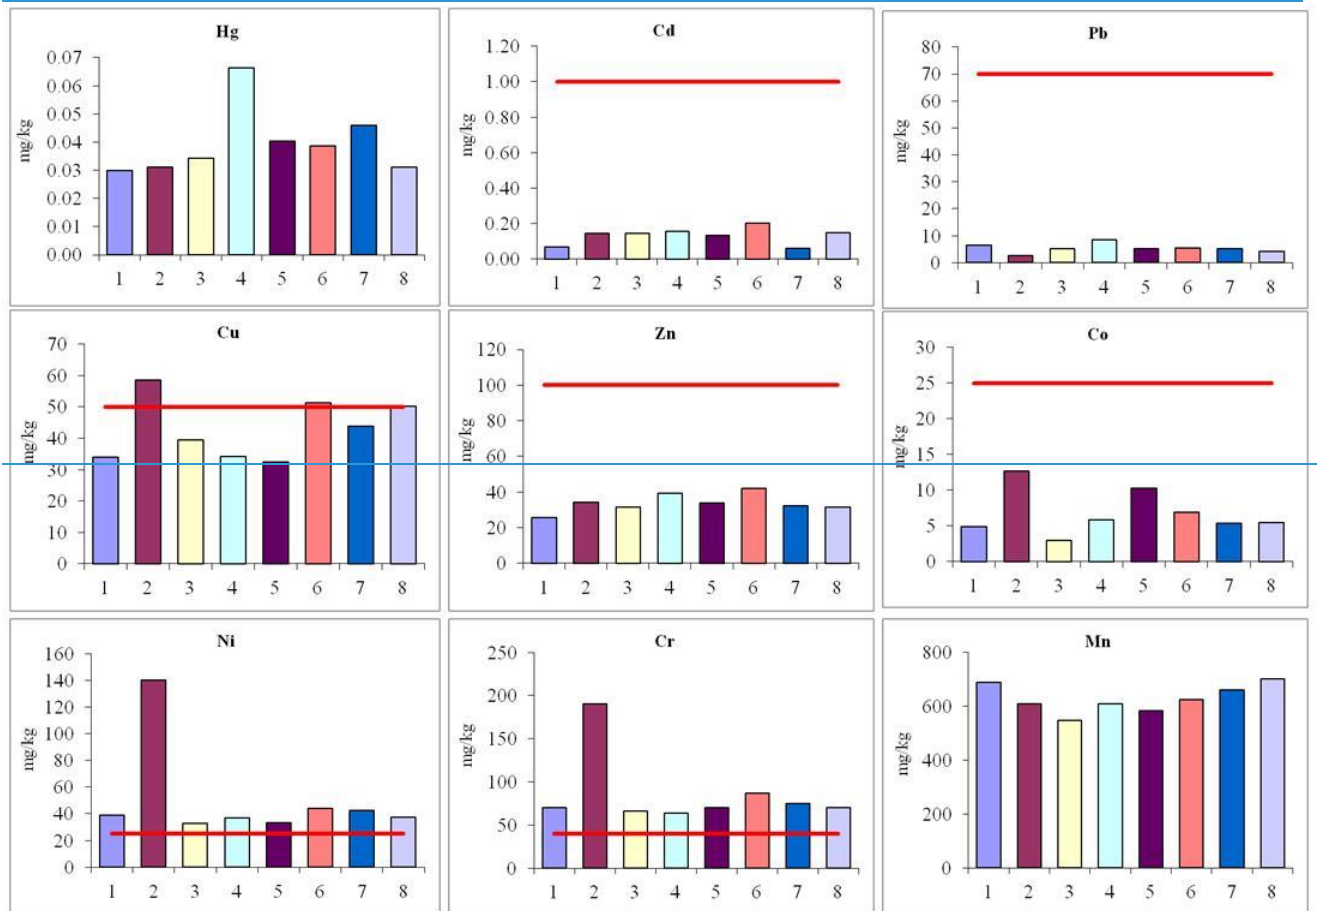 Hg
mg/kg
0.07
0.06
0.05
0.04
0.03
0.02
0.01
0.00
1 2 3 4 5 6 7 8
Cd
mg/kg
1.20
1.00
0.80
0.60
0.40
0.20
0.00
1 2 3 4 5 6 7 8
Pb
mg/kg
80
70
60
50
40
30
20
10
0
1 2 3 4 5 6 7 8
Cu
mg/kg
70
60
50
40
30
20
10
0
1 2 3 4 5 6 7 8
Zn
mg/kg
120
100
80
60
40
20
0
1 2 3 4 5 6 7 8
Co
mg/kg
30
25
20
15
10
5
0
1 2 3 4 5 6 7 8
Ni
mg/kg
160
140
120
100
80
60
40
20
0
1 2 3 4 5 6 7 8
Cr
mg/kg
250
200
150
100
50
0
1 2 3 4 5 6 7 8
Mn
mg/kg
800
600
400
200
0
1 2 3 4 5 6 7 8